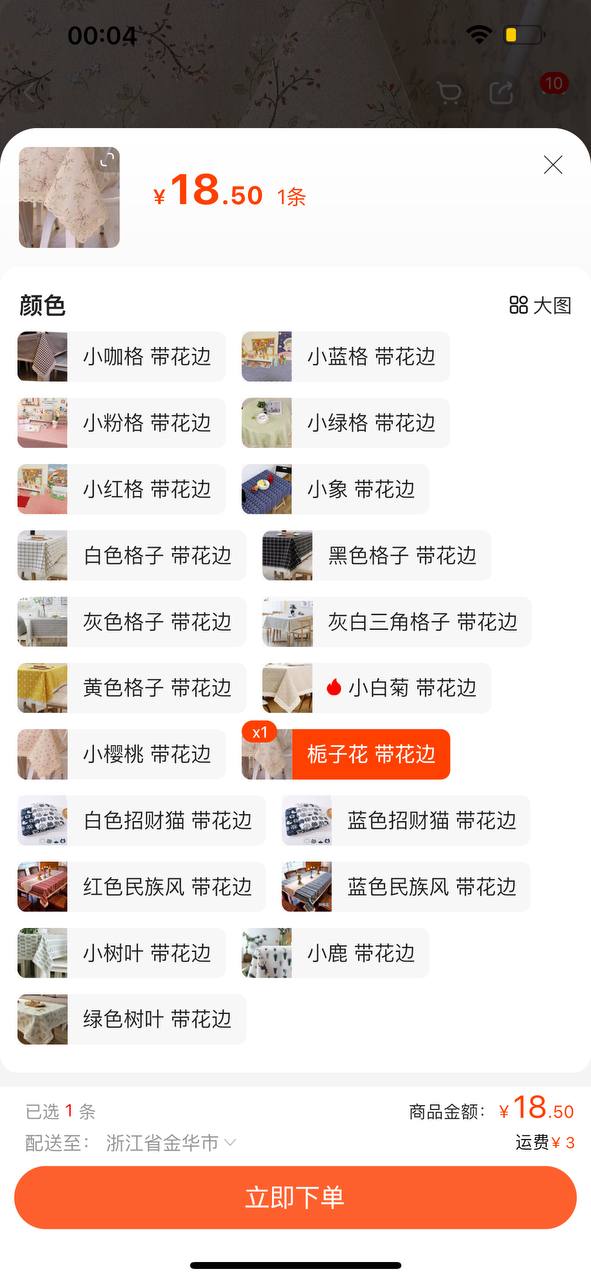 00:04
10
¥18.50 1条
颜色 大图
小咖格 带花边 小蓝格 带花边
小粉格 带花边 小绿格 带花边
小红格 带花边 小象 带花边
白色格子 带花边 黑色格子 带花边
灰色格子 带花边 灰白三角格子 带花边
黄色格子 带花边 小白菊 带花边
x1
小樱桃 带花边 栀子花 带花边
白色招财猫 带花边 蓝色招财猫 带花边
红色民族风 带花边 蓝色民族风 带花边
小树叶 带花边 小鹿 带花边
绿色树叶 带花边
已选 1 条 商品金额：¥18.50
配送至： 浙江省金华市 运费¥3
立即下单